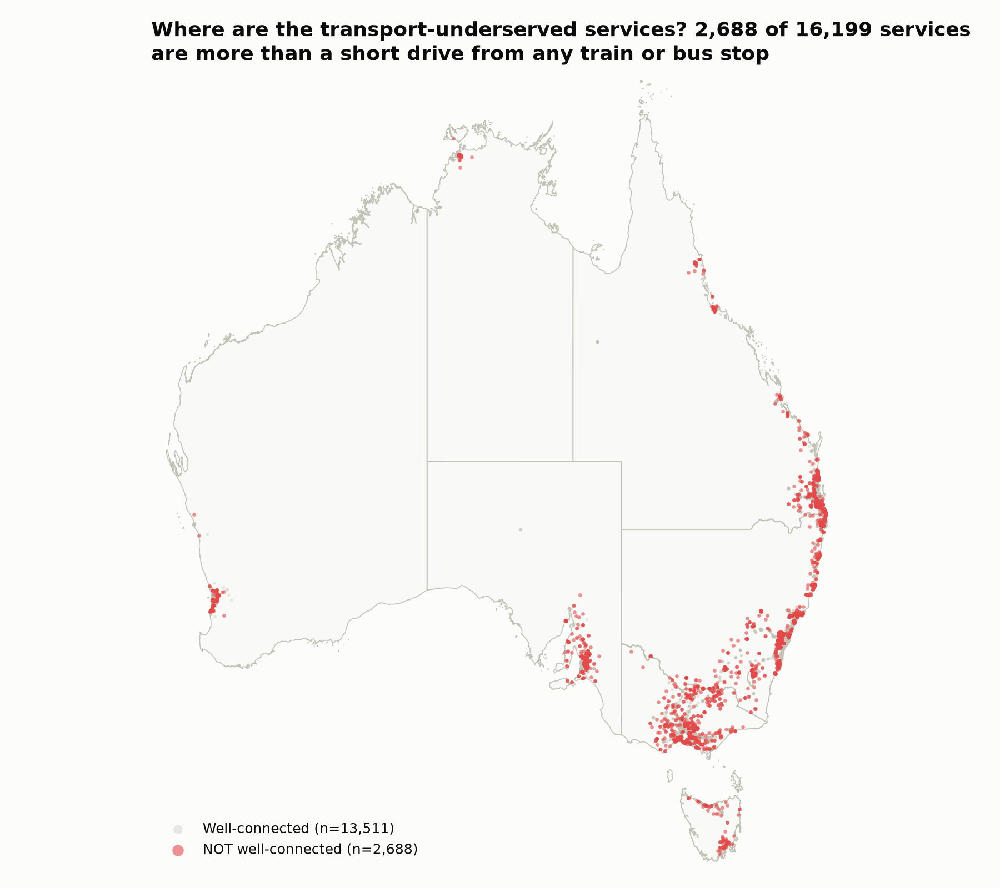 Where are the transport-underserved services? 2,688 of 16,199 services
are more than a short drive from any train or bus stop
Well-connected (n=13,511)
NOT well-connected (n=2,688)